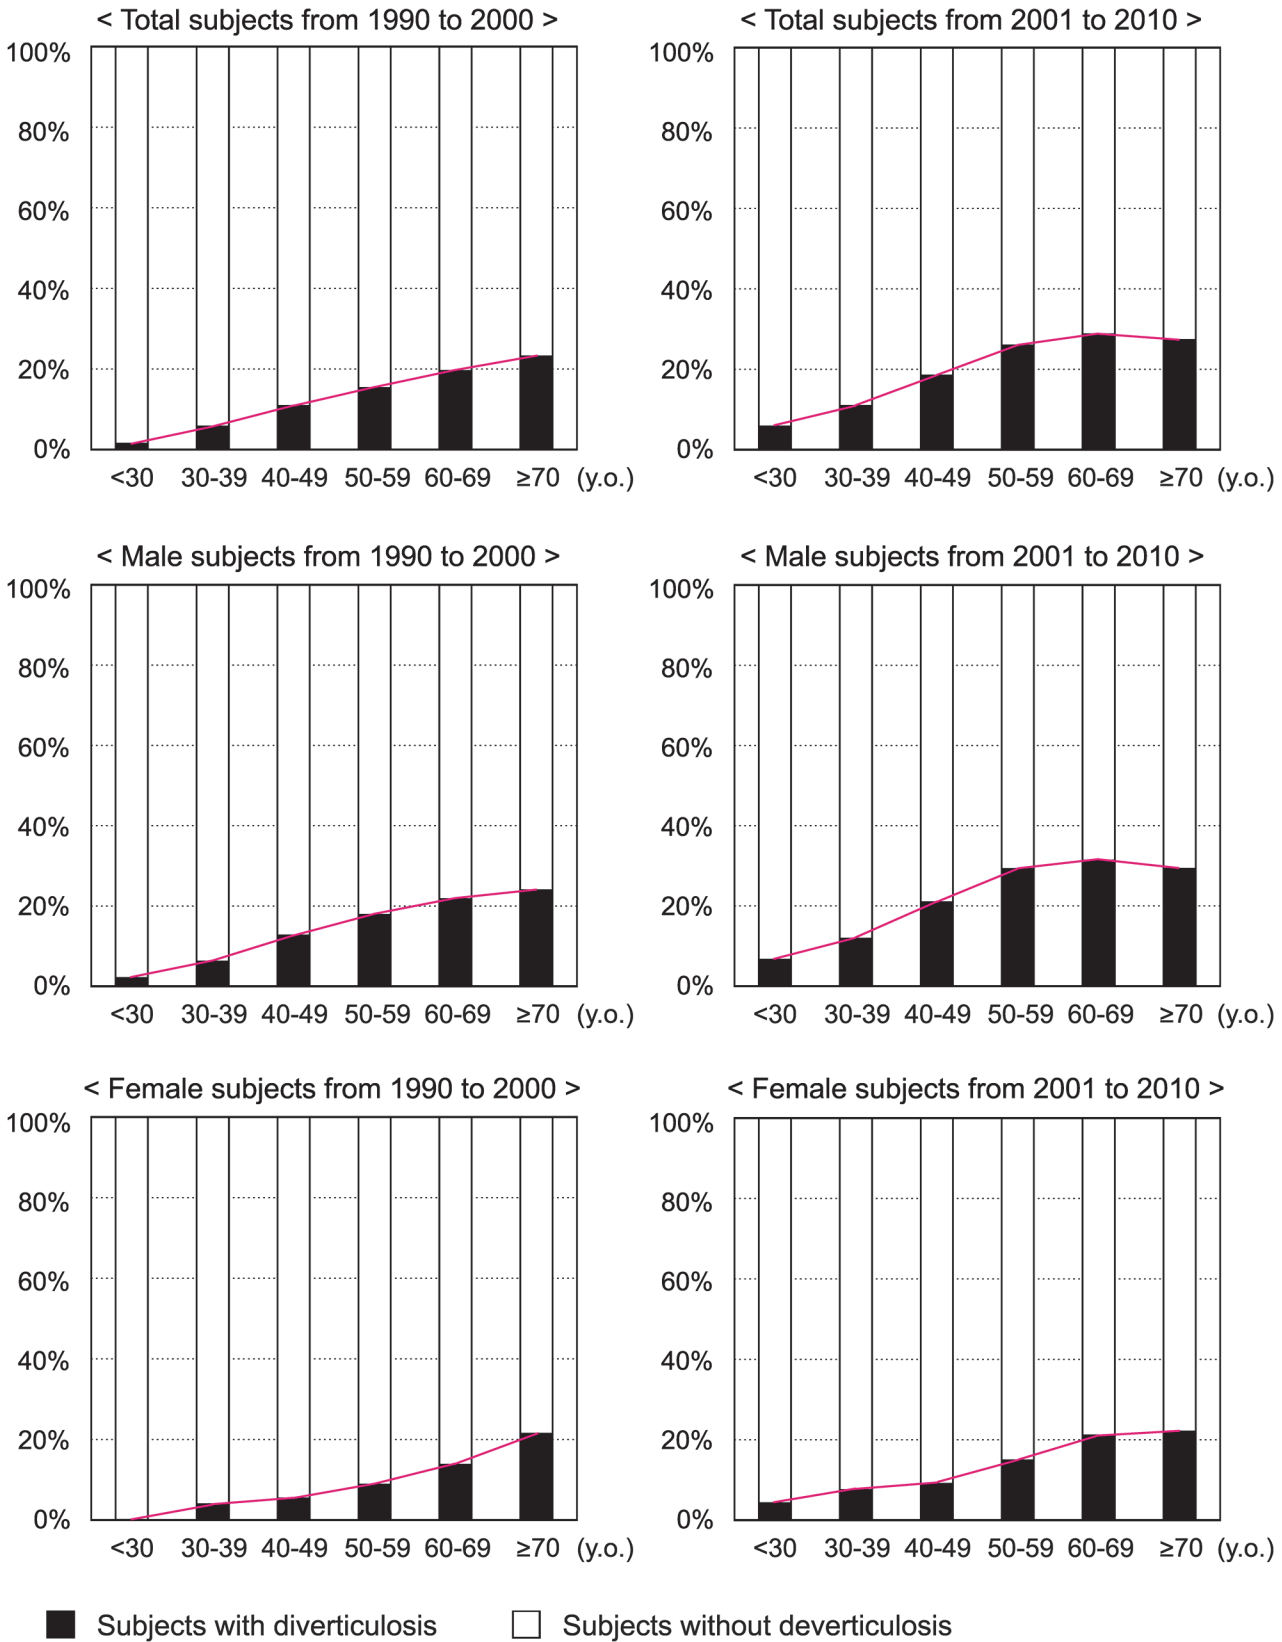 < Total subjects from 1990 to 2000 >
100%
80%
60%
40%
20%
0%
<30 30-39 40-49 50-59 60-69 ≥70 (y.o.)
< Total subjects from 2001 to 2010 >
100%
80%
60%
40%
20%
0%
<30 30-39 40-49 50-59 60-69 ≥70 (y.o.)
< Male subjects from 1990 to 2000 >
100%
80%
60%
40%
20%
0%
<30 30-39 40-49 50-59 60-69 ≥70 (y.o.)
< Male subjects from 2001 to 2010 >
100%
80%
60%
40%
20%
0%
<30 30-39 40-49 50-59 60-69 ≥70 (y.o.)
< Female subjects from 1990 to 2000 >
100%
80%
60%
40%
20%
0%
<30 30-39 40-49 50-59 60-69 ≥70 (y.o.)
< Female subjects from 2001 to 2010 >
100%
80%
60%
40%
20%
0%
<30 30-39 40-49 50-59 60-69 ≥70 (y.o.)
Subjects with diverticulosis
Subjects without deverticulosis